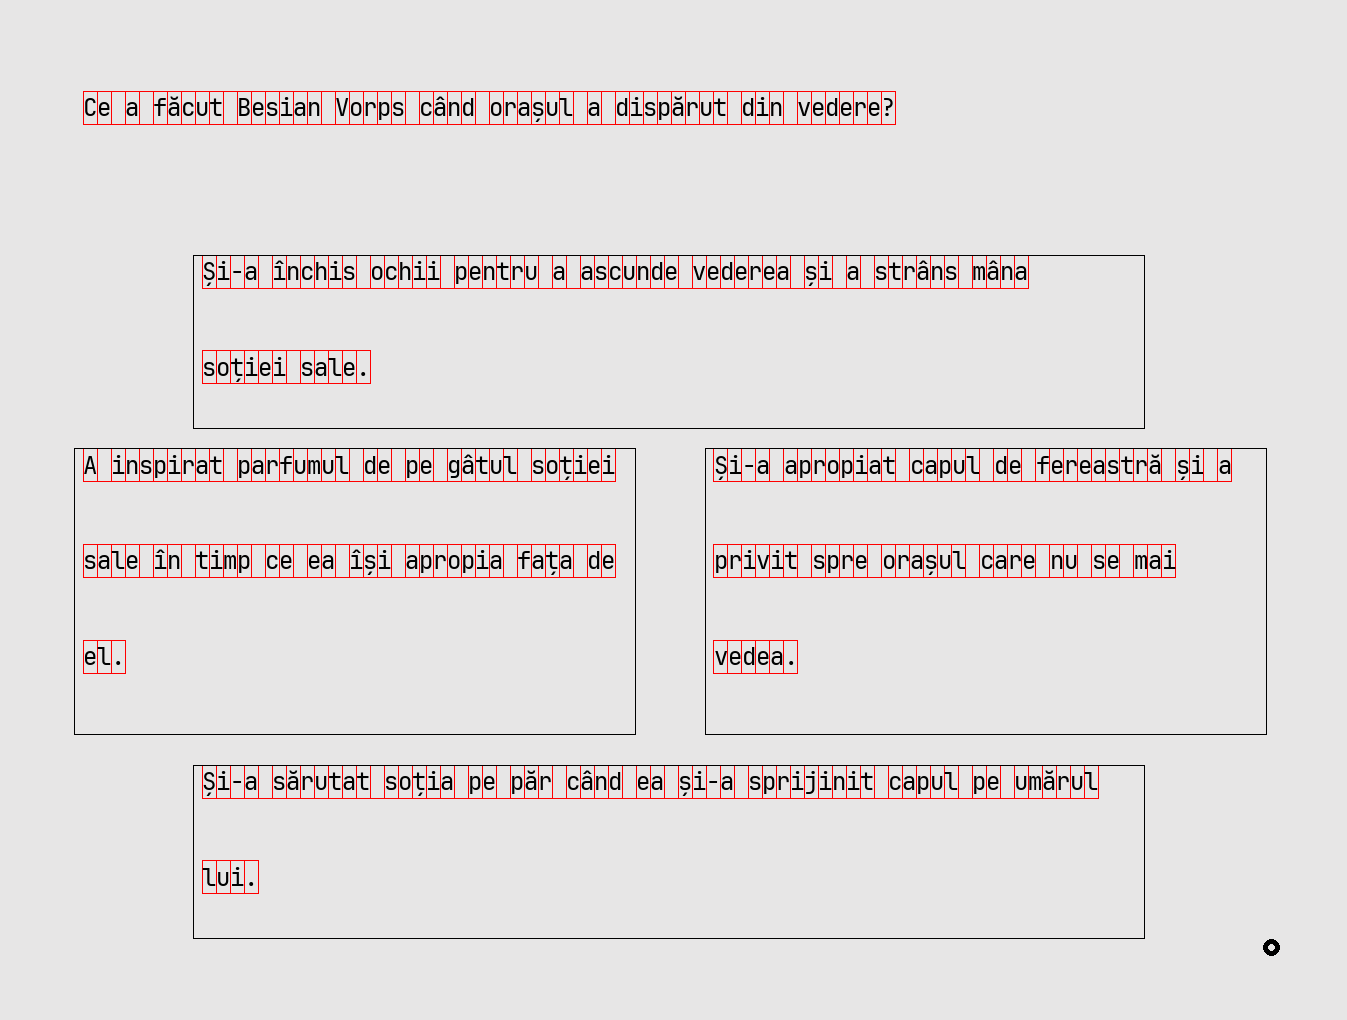 Ce a făcut Besian Vorps când orașul a dispărut din vedere?
Și-a închis ochii pentru a ascunde vederea și a strâns mâna
soției sale.
A inspirat parfumul de pe gâtul soției
sale în timp ce ea își apropia fața de
el.
Și-a apropiat capul de fereastră și a
privit spre orașul care nu se mai
vedea.
Și-a sărutat soția pe păr când ea și-a sprijinit capul pe umărul
lui.